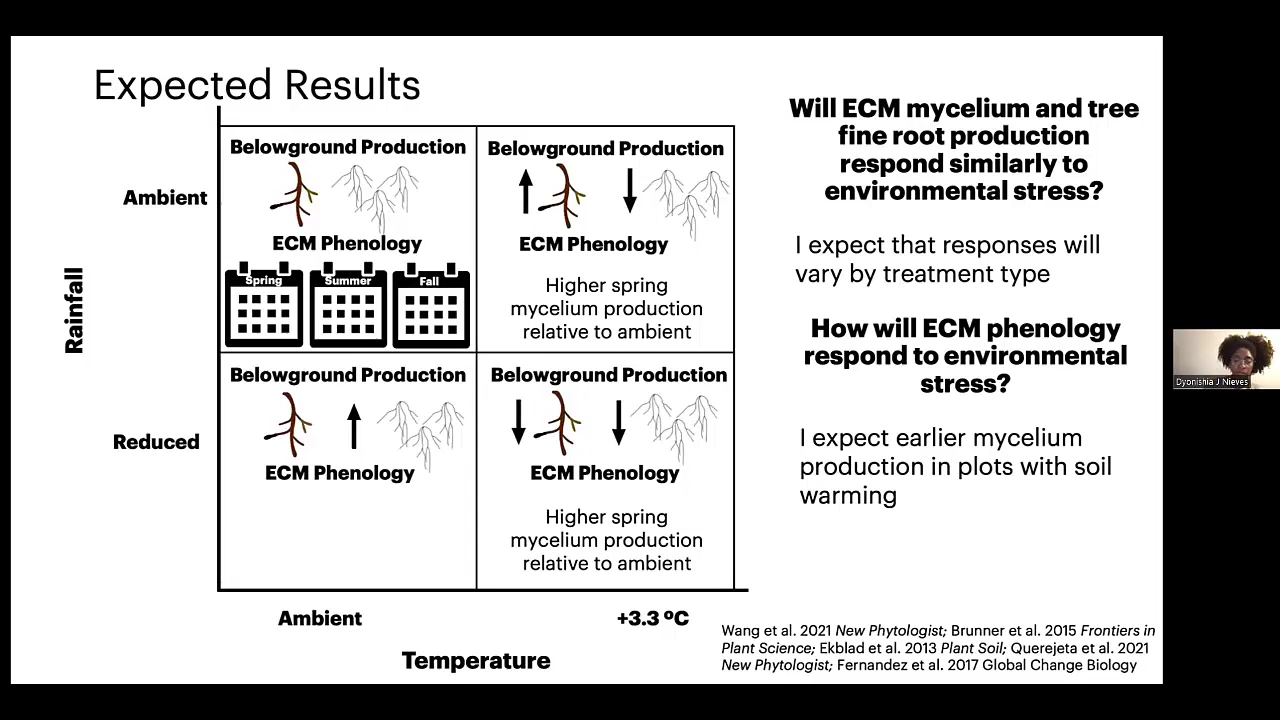 Expected Results
Belowground Production
Belowground Production
Ambient
ECM Phenology
ECM Phenology
Spring
Summer
Fall
Higher spring
mycelium production
relative to ambient
Rainfall
Belowground Production
Belowground Production
Reduced
ECM Phenology
ECM Phenology
Higher spring
mycelium production
relative to ambient
Ambient
+3.3 ºC
Temperature
Will ECM mycelium and tree
fine root production
respond similarly to
environmental stress?
I expect that responses will
vary by treatment type
How will ECM phenology
respond to environmental
stress?
I expect earlier mycelium
production in plots with soil
warming
Wang et al. 2021 New Phytologist; Brunner et al. 2015 Frontiers in
Plant Science; Ekblad et al. 2013 Plant Soil; Querejeta et al. 2021
New Phytologist; Fernandez et al. 2017 Global Change Biology
Dyonishia J Nieves